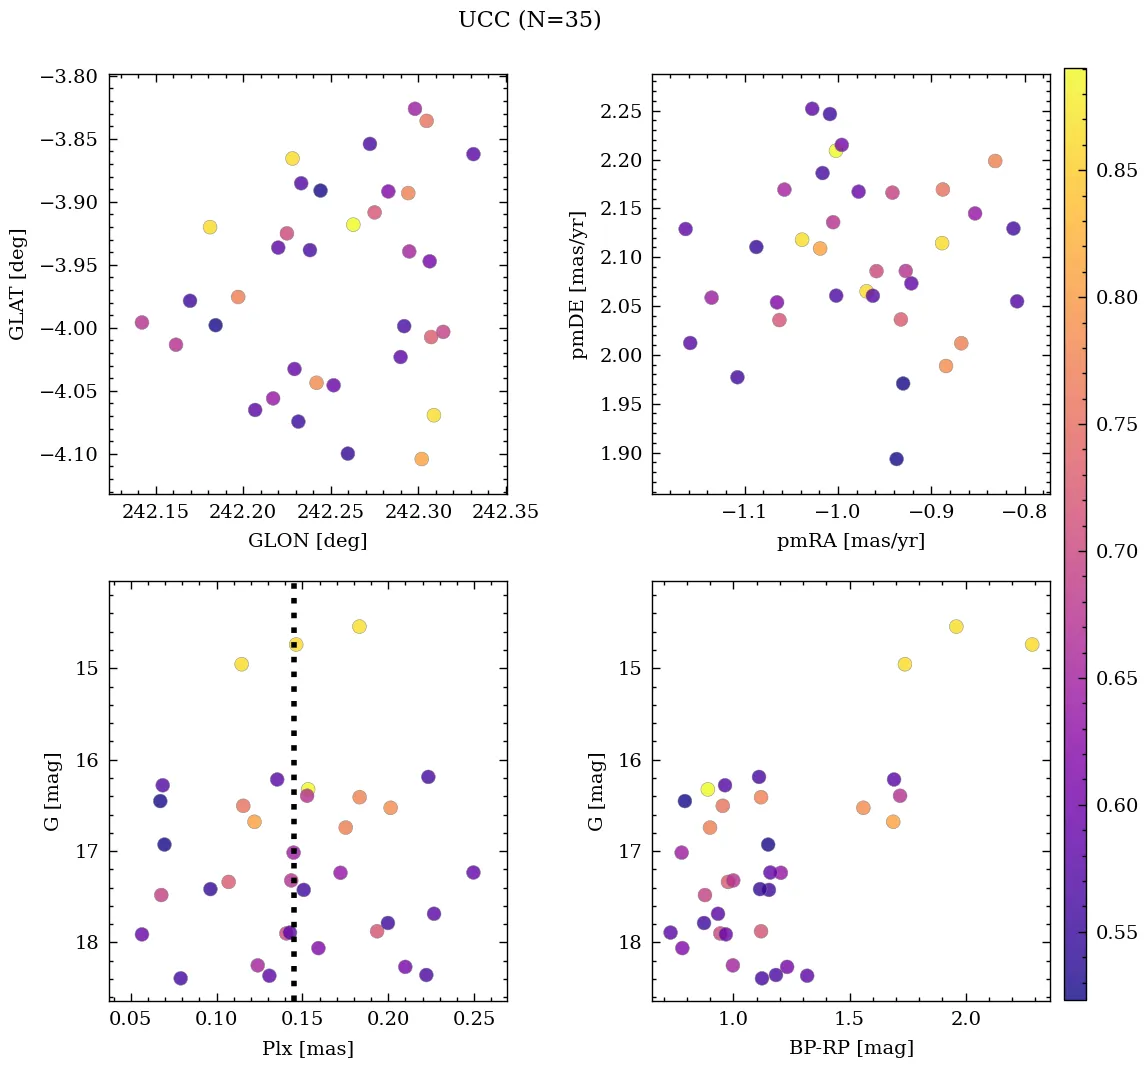 UCC (N=35)
−3.80
−3.85
−3.90
−3.95
−4.00
−4.05
−4.10
GLAT [deg]
242.15 242.20 242.25 242.30 242.35
GLON [deg]
2.25
2.20
2.15
2.10
2.05
2.00
1.95
1.90
pmDE [mas/yr]
−1.1 −1.0 −0.9 −0.8
pmRA [mas/yr]
15
16
17
18
G [mag]
0.05 0.10 0.15 0.20 0.25
Plx [mas]
15
16
17
18
G [mag]
1.0 1.5 2.0
BP-RP [mag]
0.85
0.80
0.75
0.70
0.65
0.60
0.55